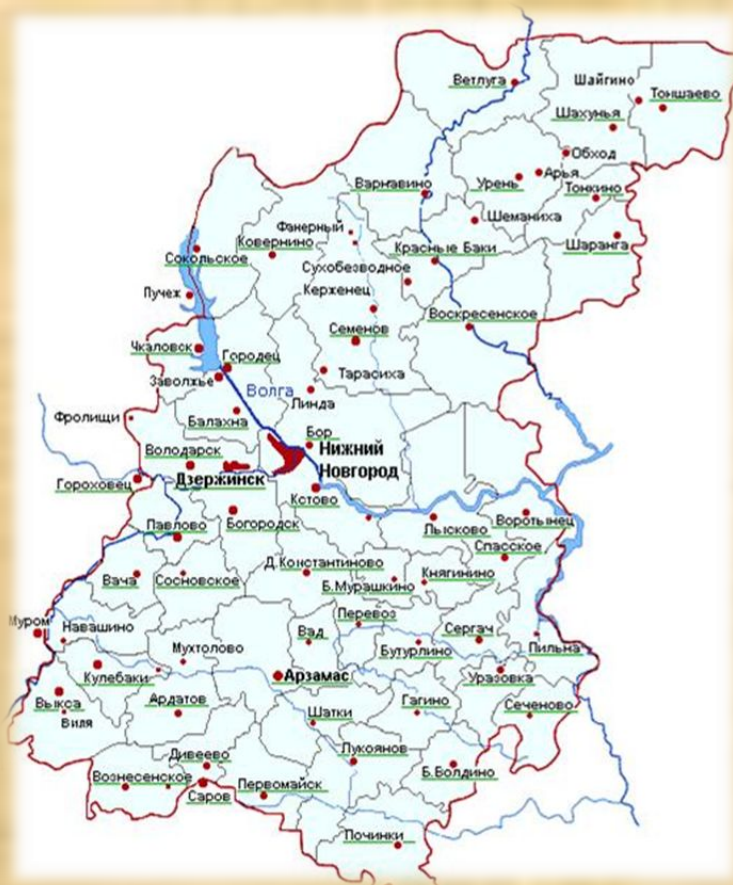 Ветлуга
Шайгино
Тоншаево
Шахунья
Обход
Арья
Урень
Тонкино
Варнавино
Шеманиха
Шаранга
Фанерный
Ковернино
Красные Баки
Сокольское
Сухобезводное
Пучеж
Керженец
Воскресенское
Семенов
Чкаловск
Городец
Заволжье
Тарасиха
Волга
Линда
Фролищи
Балахна
Бор
Нижний
Новгород
Володарск
Дзержинск
Гороховец
Кстово
Павлово
Богородск
Лысково
Воротынец
Спасское
Д.Константиново
Вача
Сосновское
Б.Мурашкино
Княгинино
Муром
Навашино
Перевоз
Вад
Сергач
Бутурлино
Пильна
Мухтолово
Кулебаки
Арзамас
Уразовка
Выкса
Виля
Ардатов
Шатки
Гагино
Сеченово
Дивеево
Лукоянов
Вознесенское
Саров
Первомайск
Б.Болдино
Починки